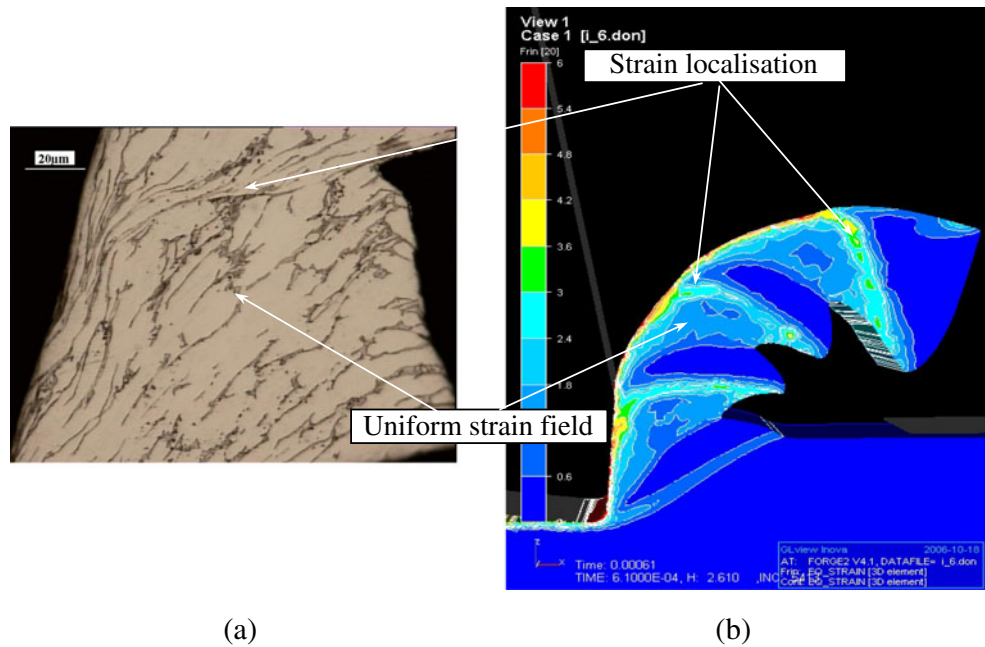 View 1
Case 1 [i_6.don]
Frin [20]
6
Strain localisation
5.4
4.8
20μm
4.2
3.6
3
2.4
1.8
Uniform strain field
0.6
z
x
Time: 0.00061
TIME: 6.1000E-04, H: 2.610
GLview Inova 2006-10-18
AT: FORGE2 V4.1, DATAFILE= i_6.don
Frin: EQ_STRAIN [3D element]
Cont: EQ_STRAIN [3D element]
(a)
(b)